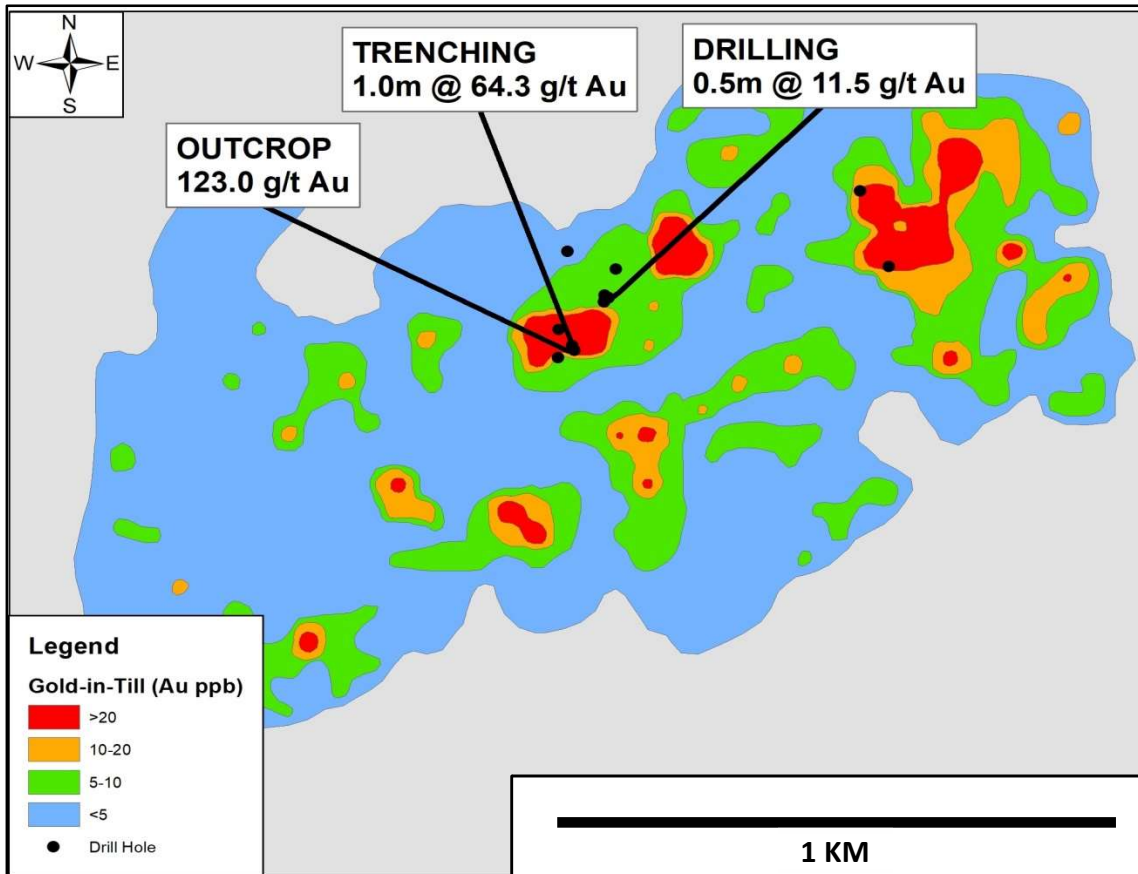 N
W E
S
TRENCHING
1.0m @ 64.3 g/t Au
DRILLING
0.5m @ 11.5 g/t Au
OUTCROP
123.0 g/t Au
Legend
Gold-in-Till (Au ppb)
>20
10-20
5-10
<5
Drill Hole
1 KM